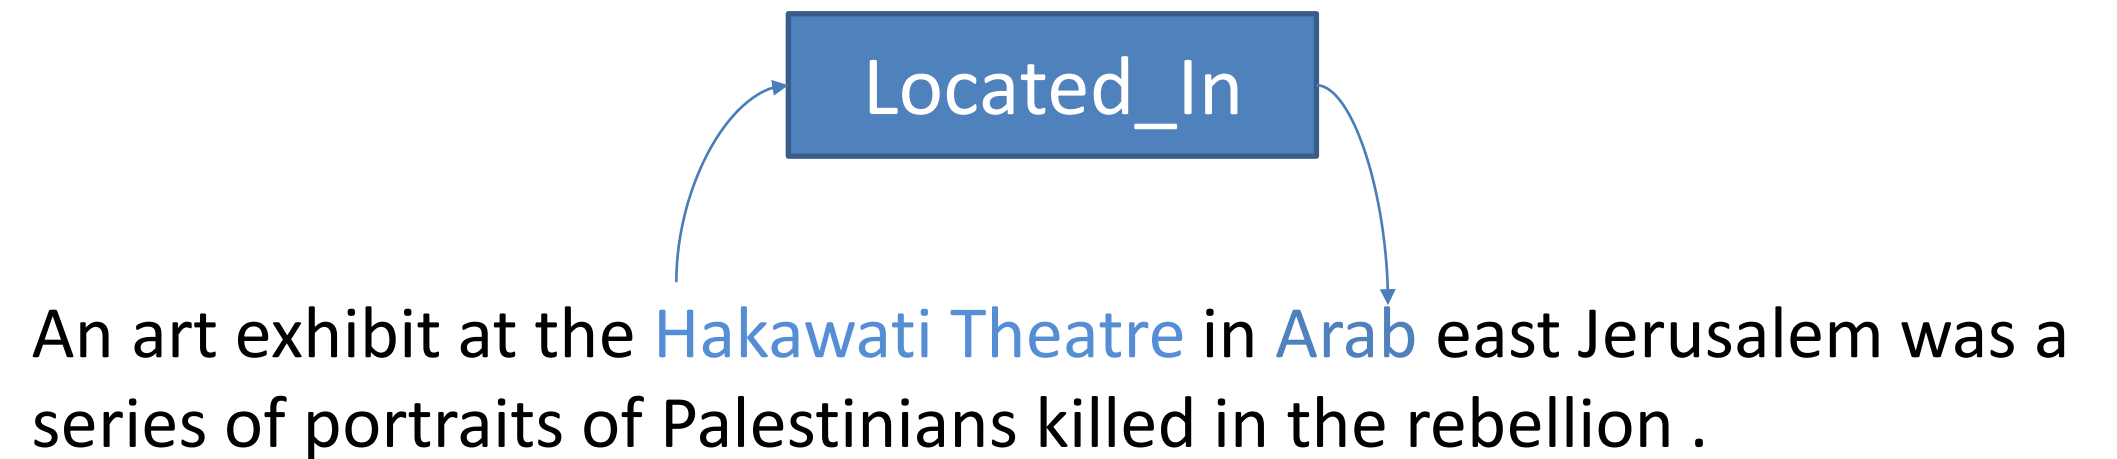 Located_In
An art exhibit at the Hakawati Theatre in Arab east Jerusalem was a
series of portraits of Palestinians killed in the rebellion .